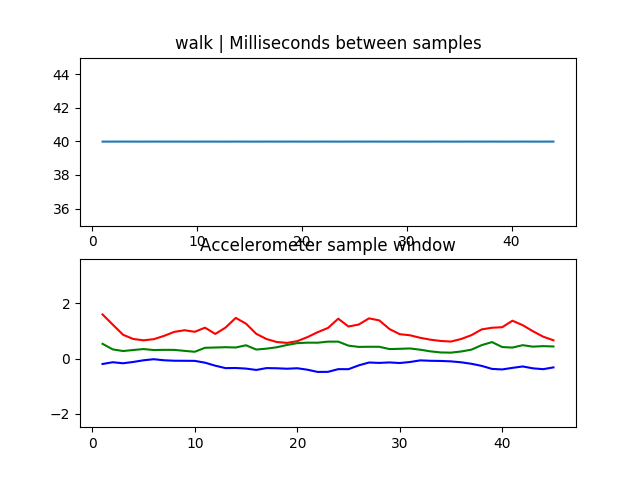 walk | Milliseconds between samples
44
42
40
38
36
0 10 20 30 40
Accelerometer sample window
2
0
−2
0 10 20 30 40